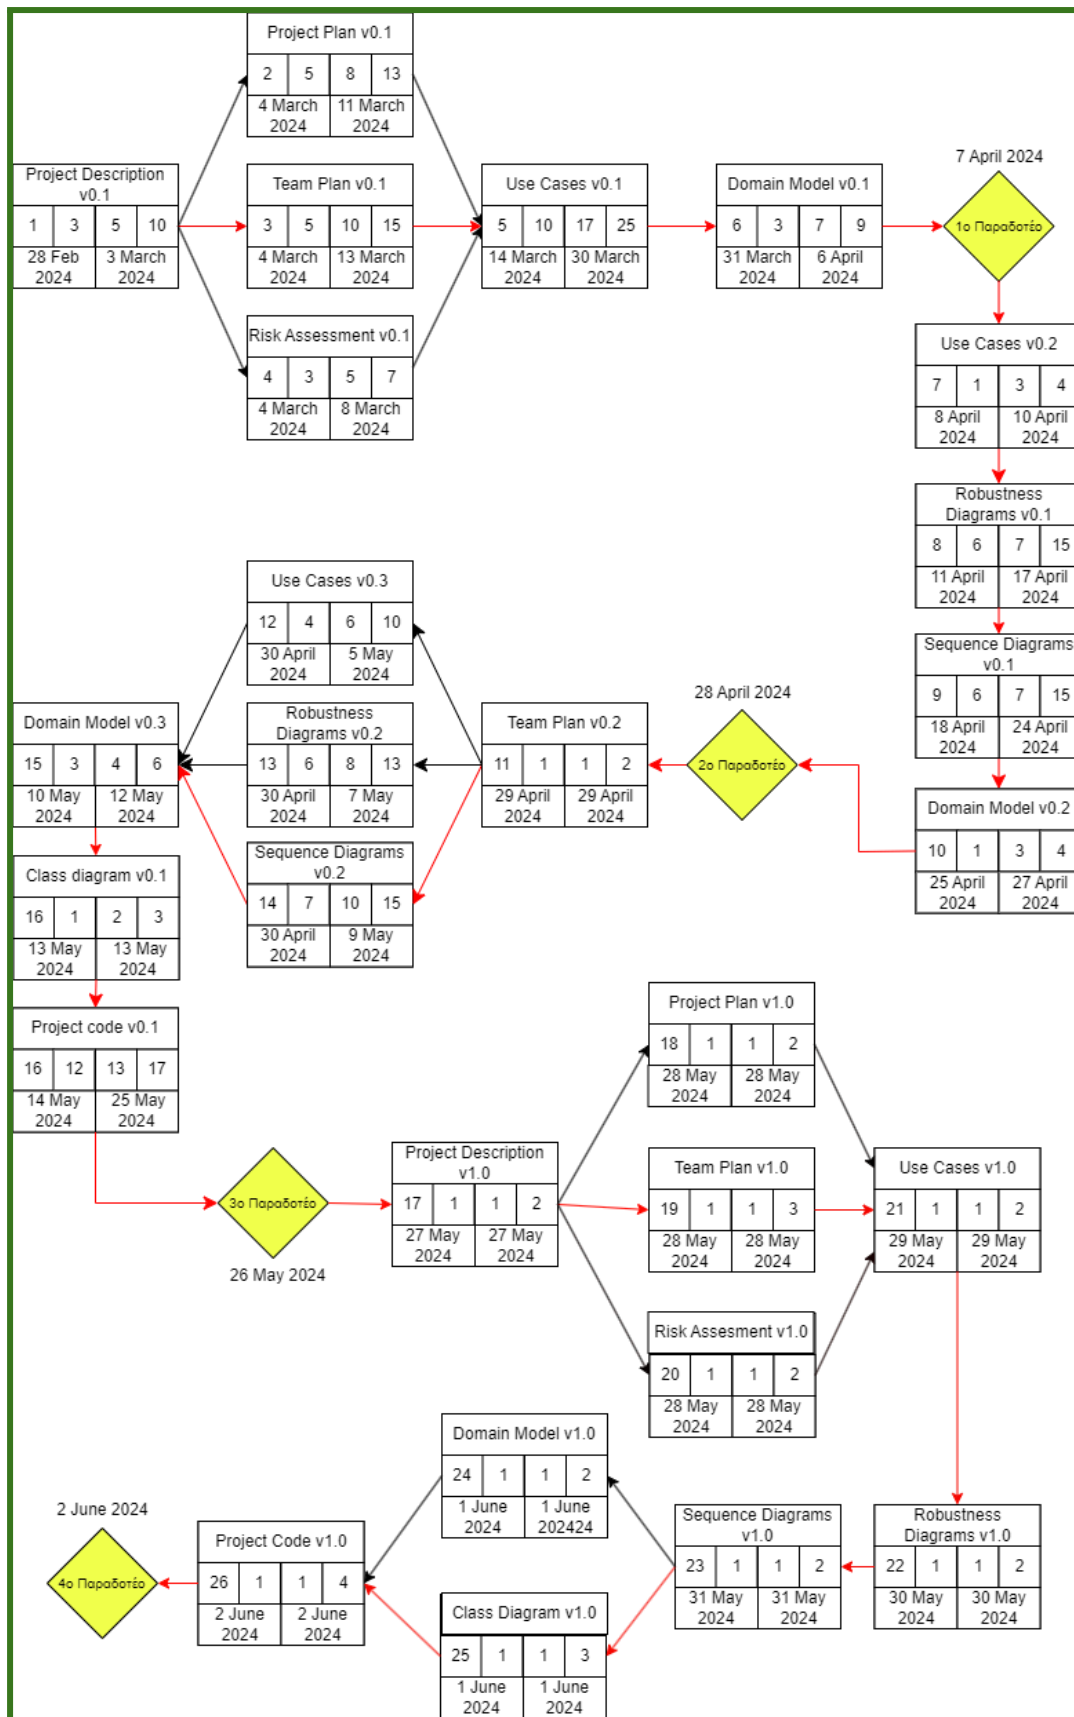 Project Plan v0.1
2 5 8 13
4 March 11 March
2024 2024
Project Description
v0.1
1 3 5 10
28 Feb 3 March
2024 2024
Team Plan v0.1
3 5 10 15
4 March 13 March
2024 2024
Use Cases v0.1
5 10 17 25
14 March 30 March
2024 2024
Domain Model v0.1
6 3 7 9
31 March 6 April
2024 2024
7 April 2024
1ο Παραδοτέο
Risk Assessment v0.1
4 3 5 7
4 March 8 March
2024 2024
Use Cases v0.2
7 1 3 4
8 April 10 April
2024 2024
Robustness
Diagrams v0.1
8 6 7 15
11 April 17 April
2024 2024
Sequence Diagrams
v0.1
9 6 7 15
18 April 24 April
2024 2024
Domain Model v0.2
10 1 3 4
25 April 27 April
2024 2024
28 April 2024
2ο Παραδοτέο
Team Plan v0.2
11 1 1 2
29 April 29 April
2024 2024
Use Cases v0.3
12 4 6 10
30 April 5 May
2024 2024
Robustness
Diagrams v0.2
13 6 8 13
30 April 7 May
2024 2024
Sequence Diagrams
v0.2
14 7 10 15
30 April 9 May
2024 2024
Domain Model v0.3
15 3 4 6
10 May 12 May
2024 2024
Class diagram v0.1
16 1 2 3
13 May 13 May
2024 2024
Project code v0.1
16 12 13 17
14 May 25 May
2024 2024
3ο Παραδοτέο
26 May 2024
Project Description
v1.0
17 1 1 2
27 May 27 May
2024 2024
Project Plan v1.0
18 1 1 2
28 May 28 May
2024 2024
Team Plan v1.0
19 1 1 3
28 May 28 May
2024 2024
Risk Assesment v1.0
20 1 1 2
28 May 28 May
2024 2024
Use Cases v1.0
21 1 1 2
29 May 29 May
2024 2024
Robustness
Diagrams v1.0
22 1 1 2
30 May 30 May
2024 2024
Sequence Diagrams
v1.0
23 1 1 2
31 May 31 May
2024 2024
Domain Model v1.0
24 1 1 2
1 June 1 June
2024 202424
Class Diagram v1.0
25 1 1 3
1 June 1 June
2024 2024
Project Code v1.0
26 1 1 4
2 June 2 June
2024 2024
2 June 2024
4ο Παραδοτέο